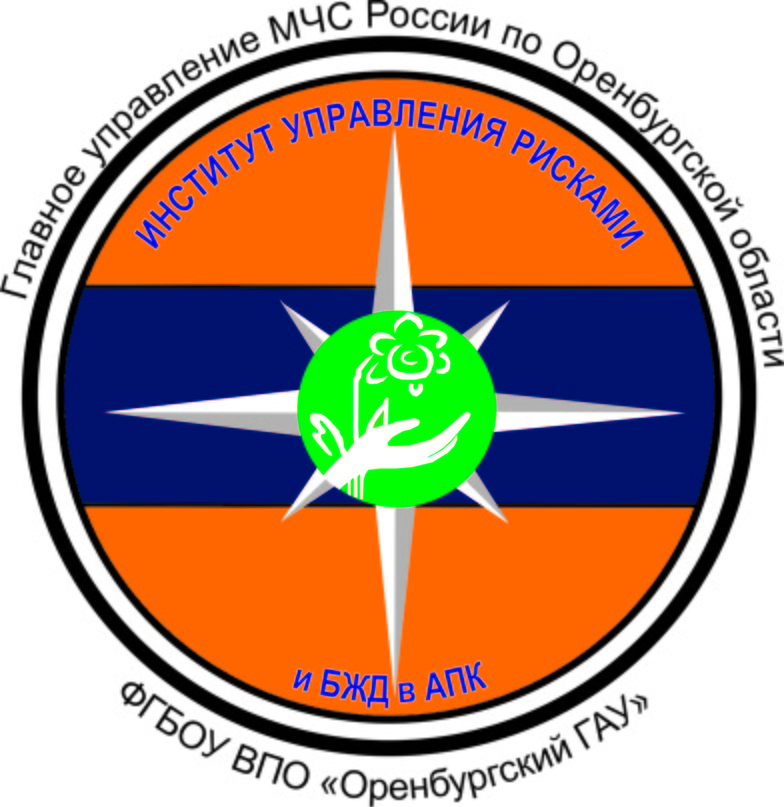 Главное управление МЧС России по Оренбургской области
ИНСТИТУТ УПРАВЛЕНИЯ РИСКАМИ
и БЖД в АПК
ФГБОУ ВПО «Оренбургский ГАУ»